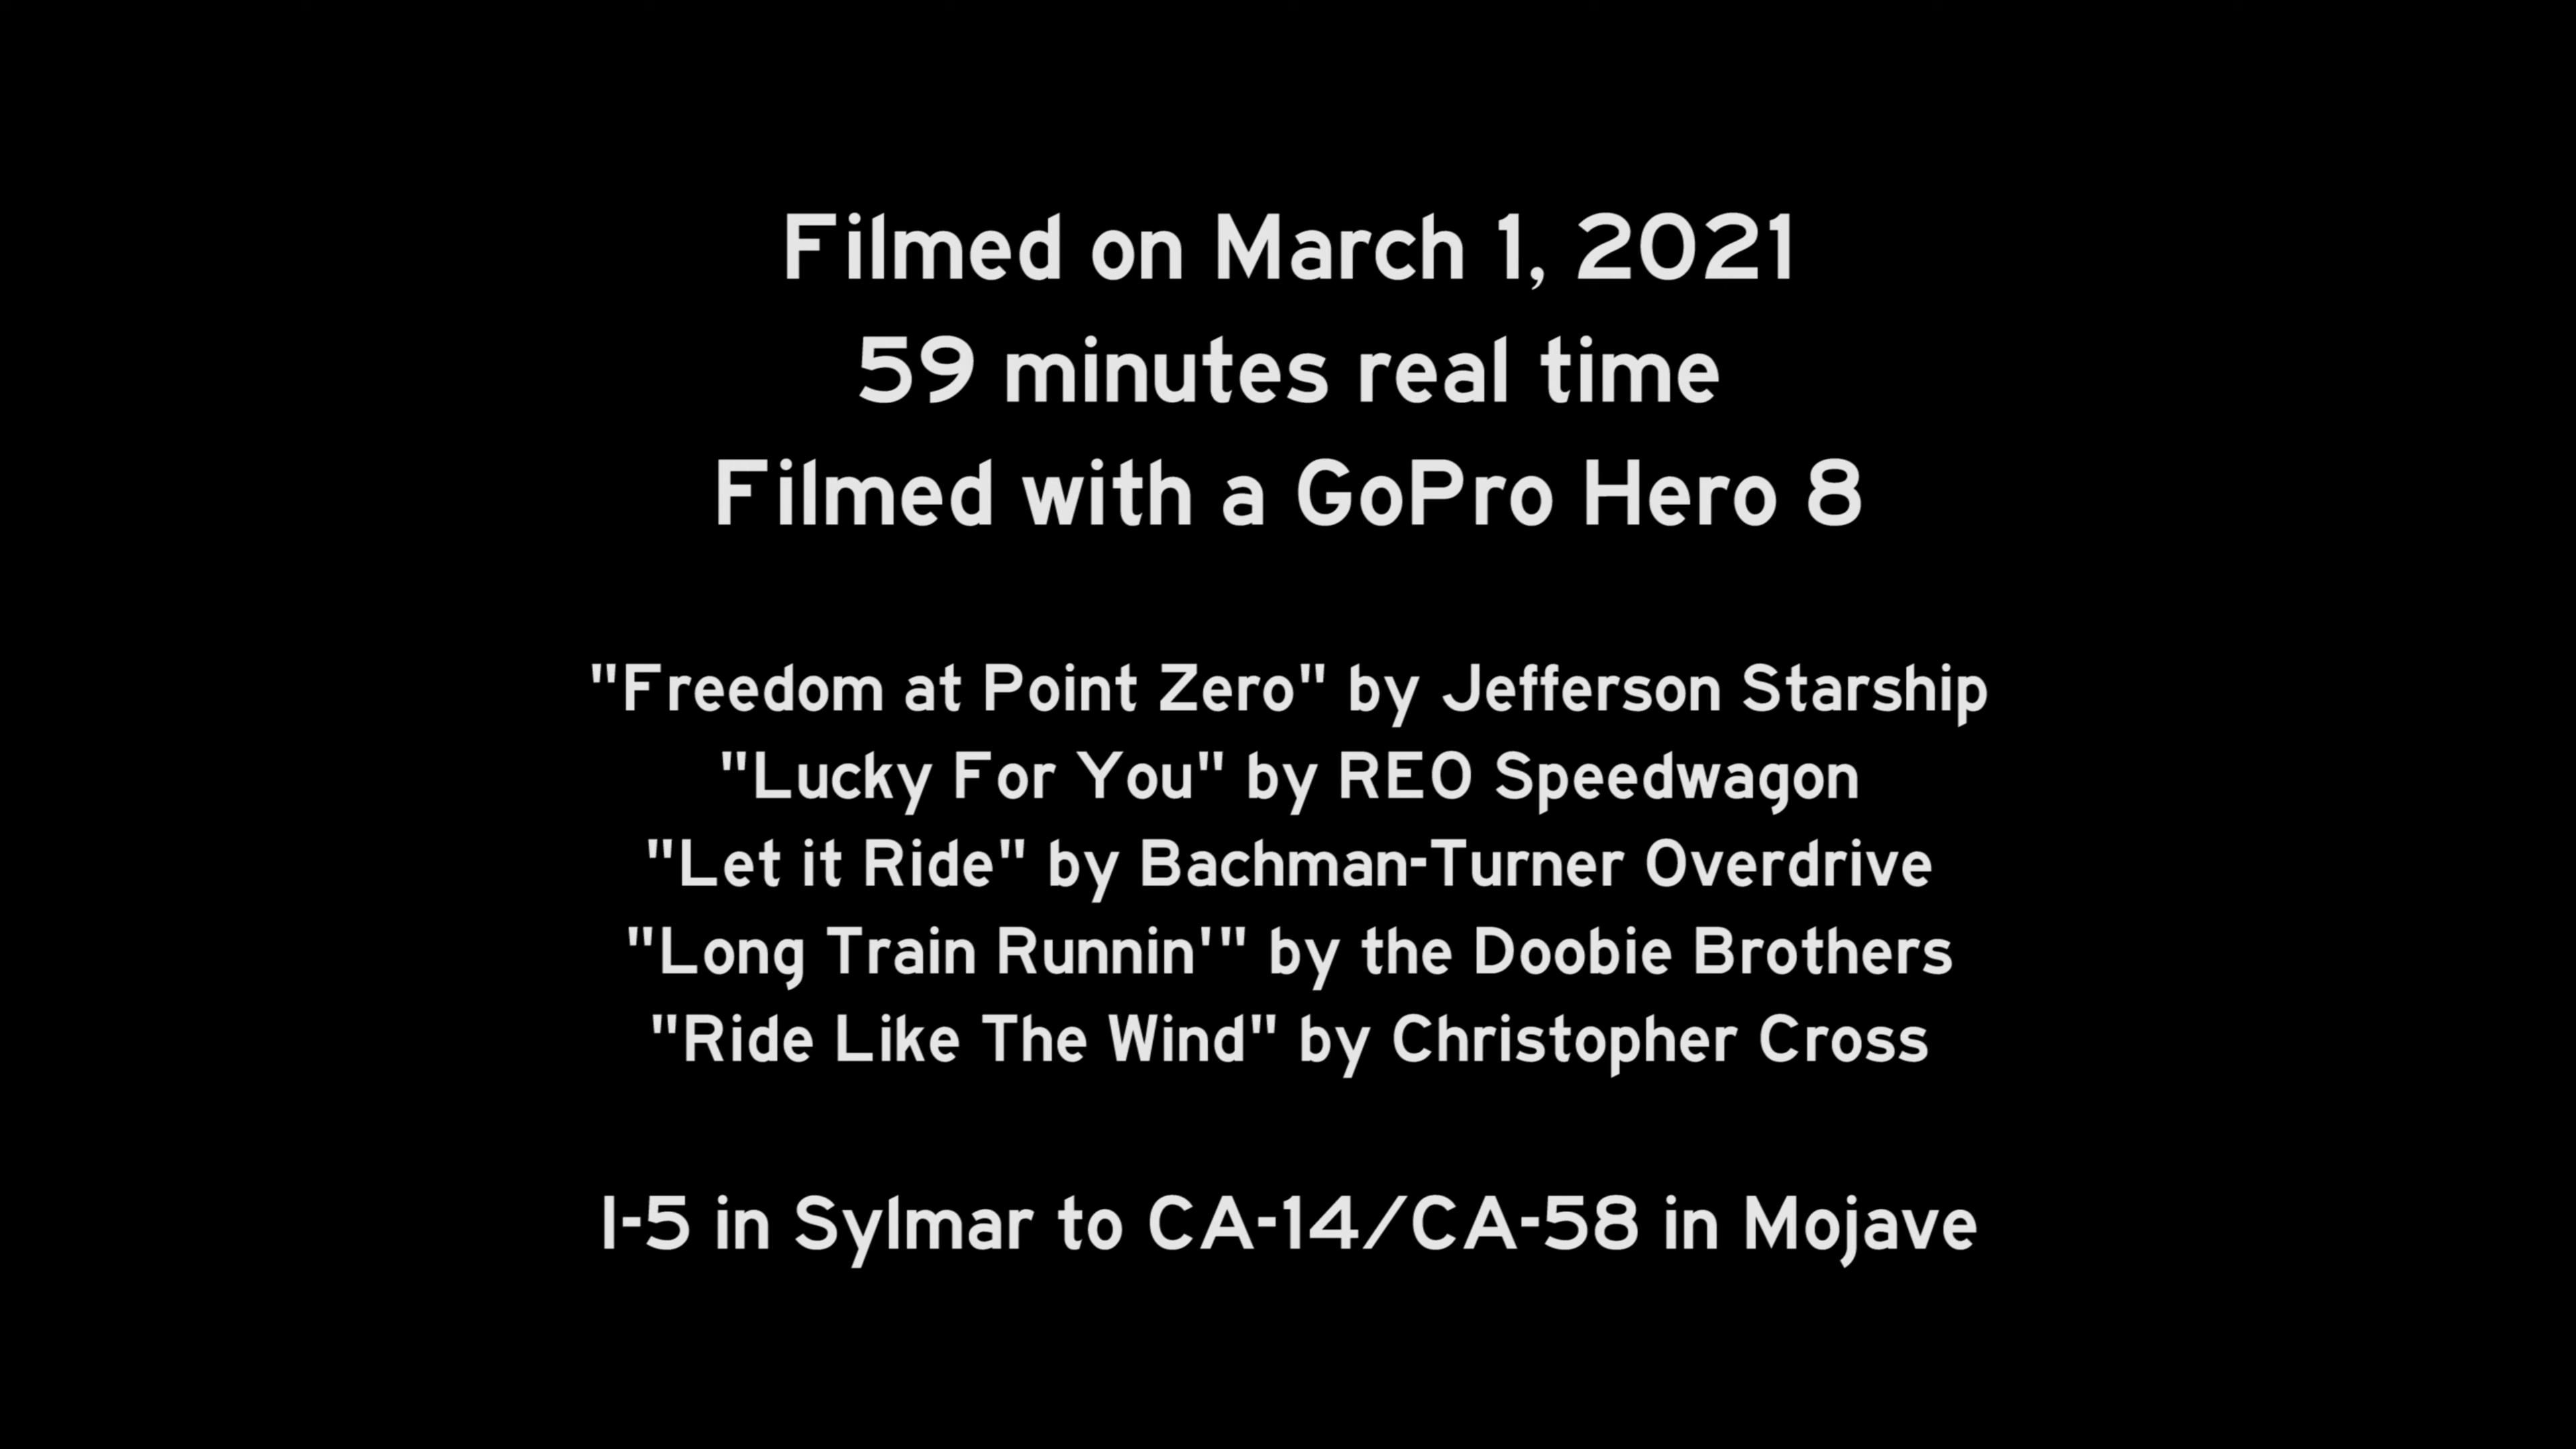 Filmed on March 1, 2021
59 minutes real time
Filmed with a GoPro Hero 8
"Freedom at Point Zero" by Jefferson Starship
"Lucky For You" by REO Speedwagon
"Let it Ride" by Bachman-Turner Overdrive
"Long Train Runnin'" by the Doobie Brothers
"Ride Like The Wind" by Christopher Cross
I-5 in Sylmar to CA-14/CA-58 in Mojave